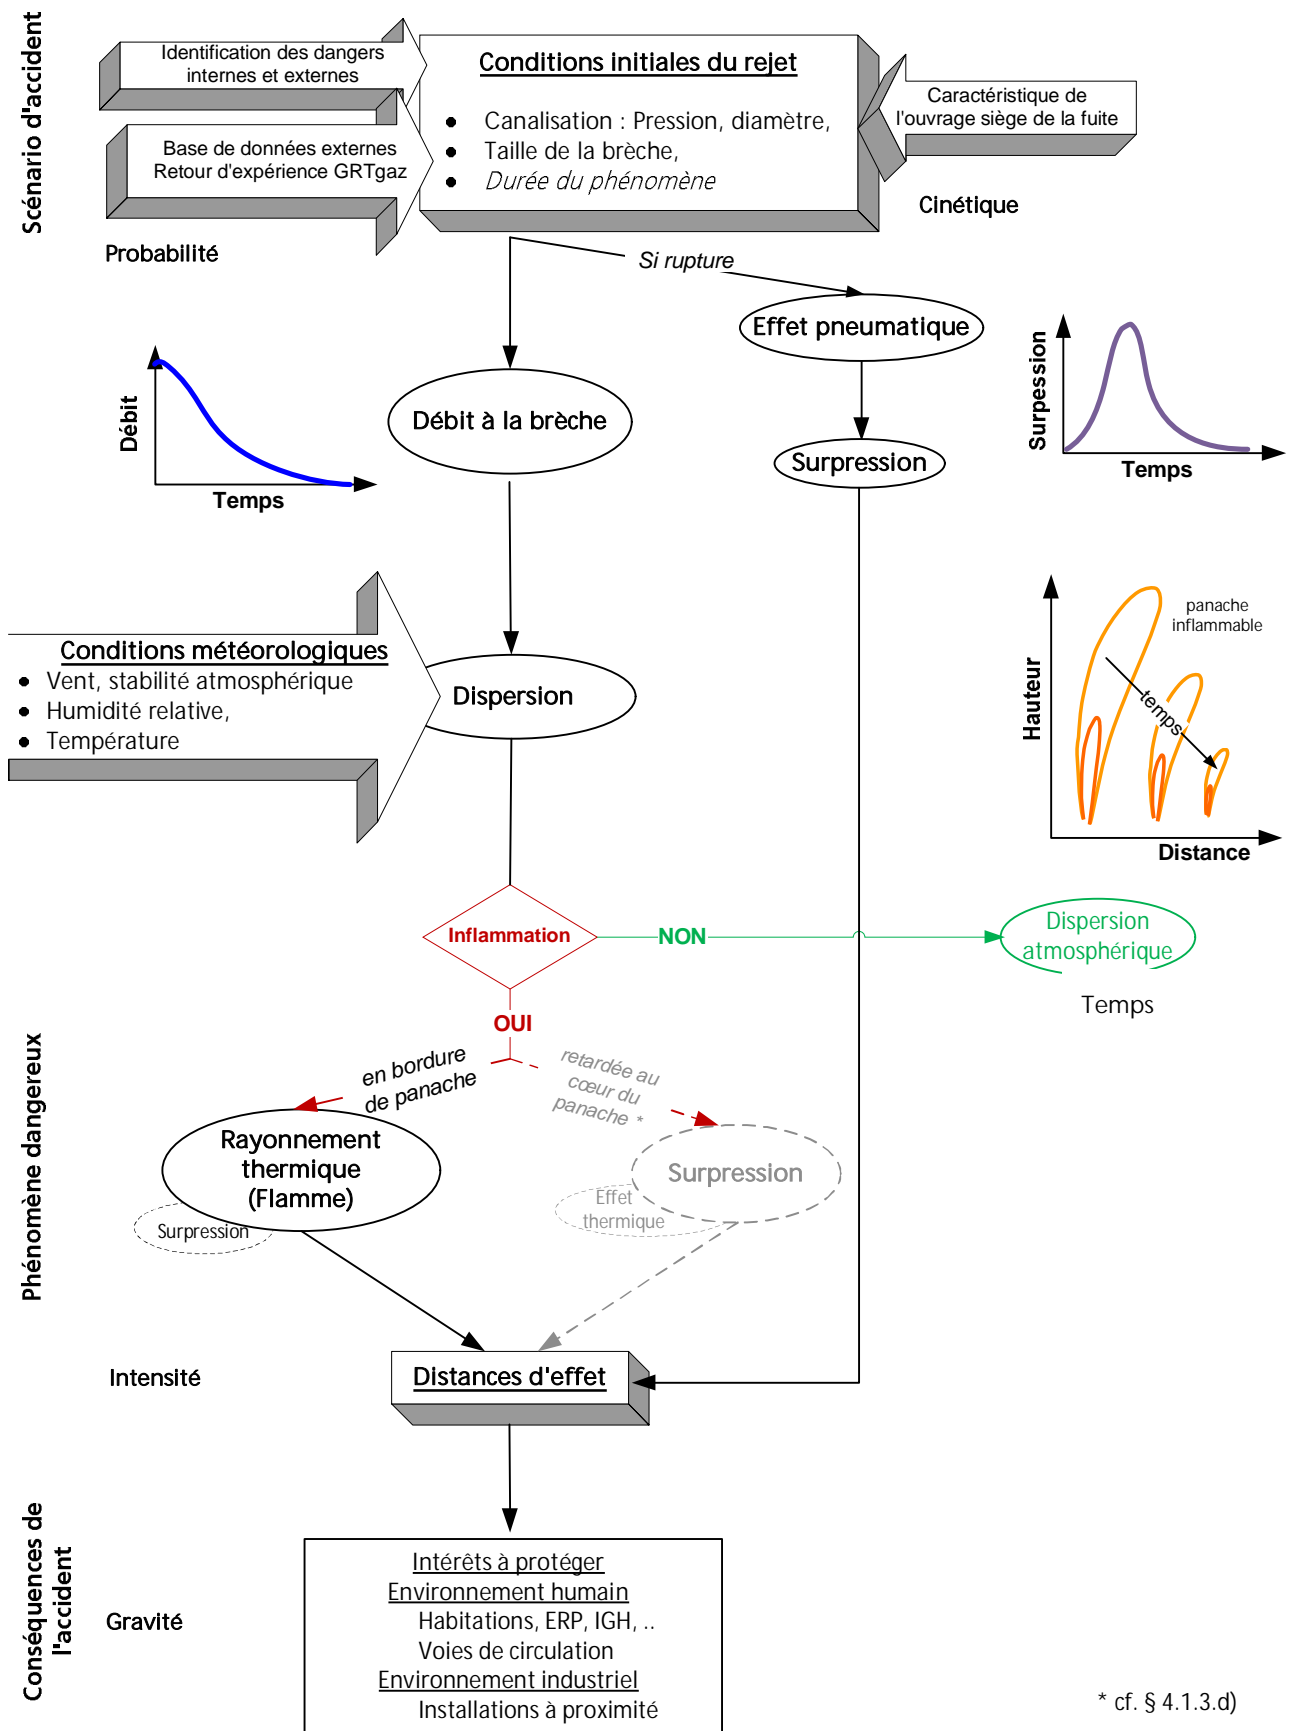 Scénario d'accident
Identification des dangers
internes et externes
Base de données externes
Retour d'expérience GRTgaz
Probabilité
Conditions initiales du rejet
• Canalisation : Pression, diamètre,
• Taille de la brèche,
• Durée du phénomène
Caractéristique de
l'ouvrage siège de la fuite
Cinétique
Si rupture
Effet pneumatique
Débit
Temps
Débit à la brèche
Surpression
Surpession
Temps
Conditions météorologiques
• Vent, stabilité atmosphérique
• Humidité relative,
• Température
Dispersion
Hauteur
panache
inflammable
temps
Distance
Inflammation
NON
Dispersion
atmosphérique
Temps
OUI
Phénomène dangereux
en bordure
de panache
retardée au
cœur du
panache *
Rayonnement
thermique
(Flamme)
Surpression
Surpression
Effet
thermique
Intensité
Distances d'effet
Conséquences de
l'accident
Gravité
Intérêts à protéger
Environnement humain
Habitations, ERP, IGH, ..
Voies de circulation
Environnement industriel
Installations à proximité
* cf. § 4.1.3.d)